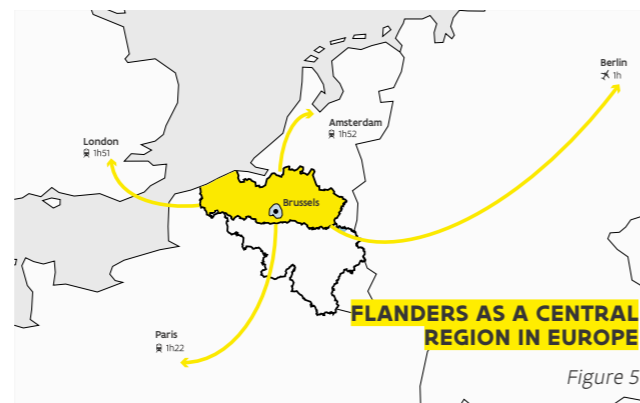 Berlin
1h
Amsterdam
1h52
London
1h51
Brussels
Paris
1h22
FLANDERS AS A CENTRAL
REGION IN EUROPE
Figure 5